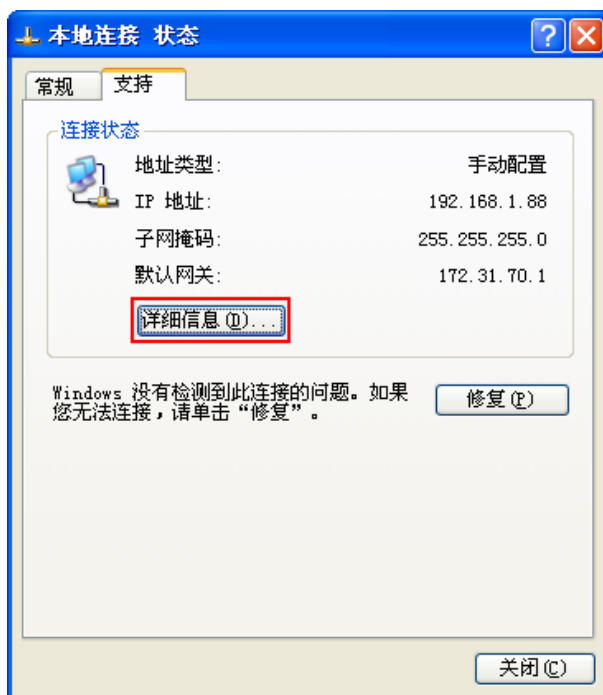 本地连接 状态
常规 支持
连接状态
地址类型: 手动配置
IP 地址: 192.168.1.88
子网掩码: 255.255.255.0
默认网关: 172.31.70.1
详细信息(D)...
Windows 没有检测到此连接的问题。如果
您无法连接，请单击“修复”。
修复(P)
关闭(C)